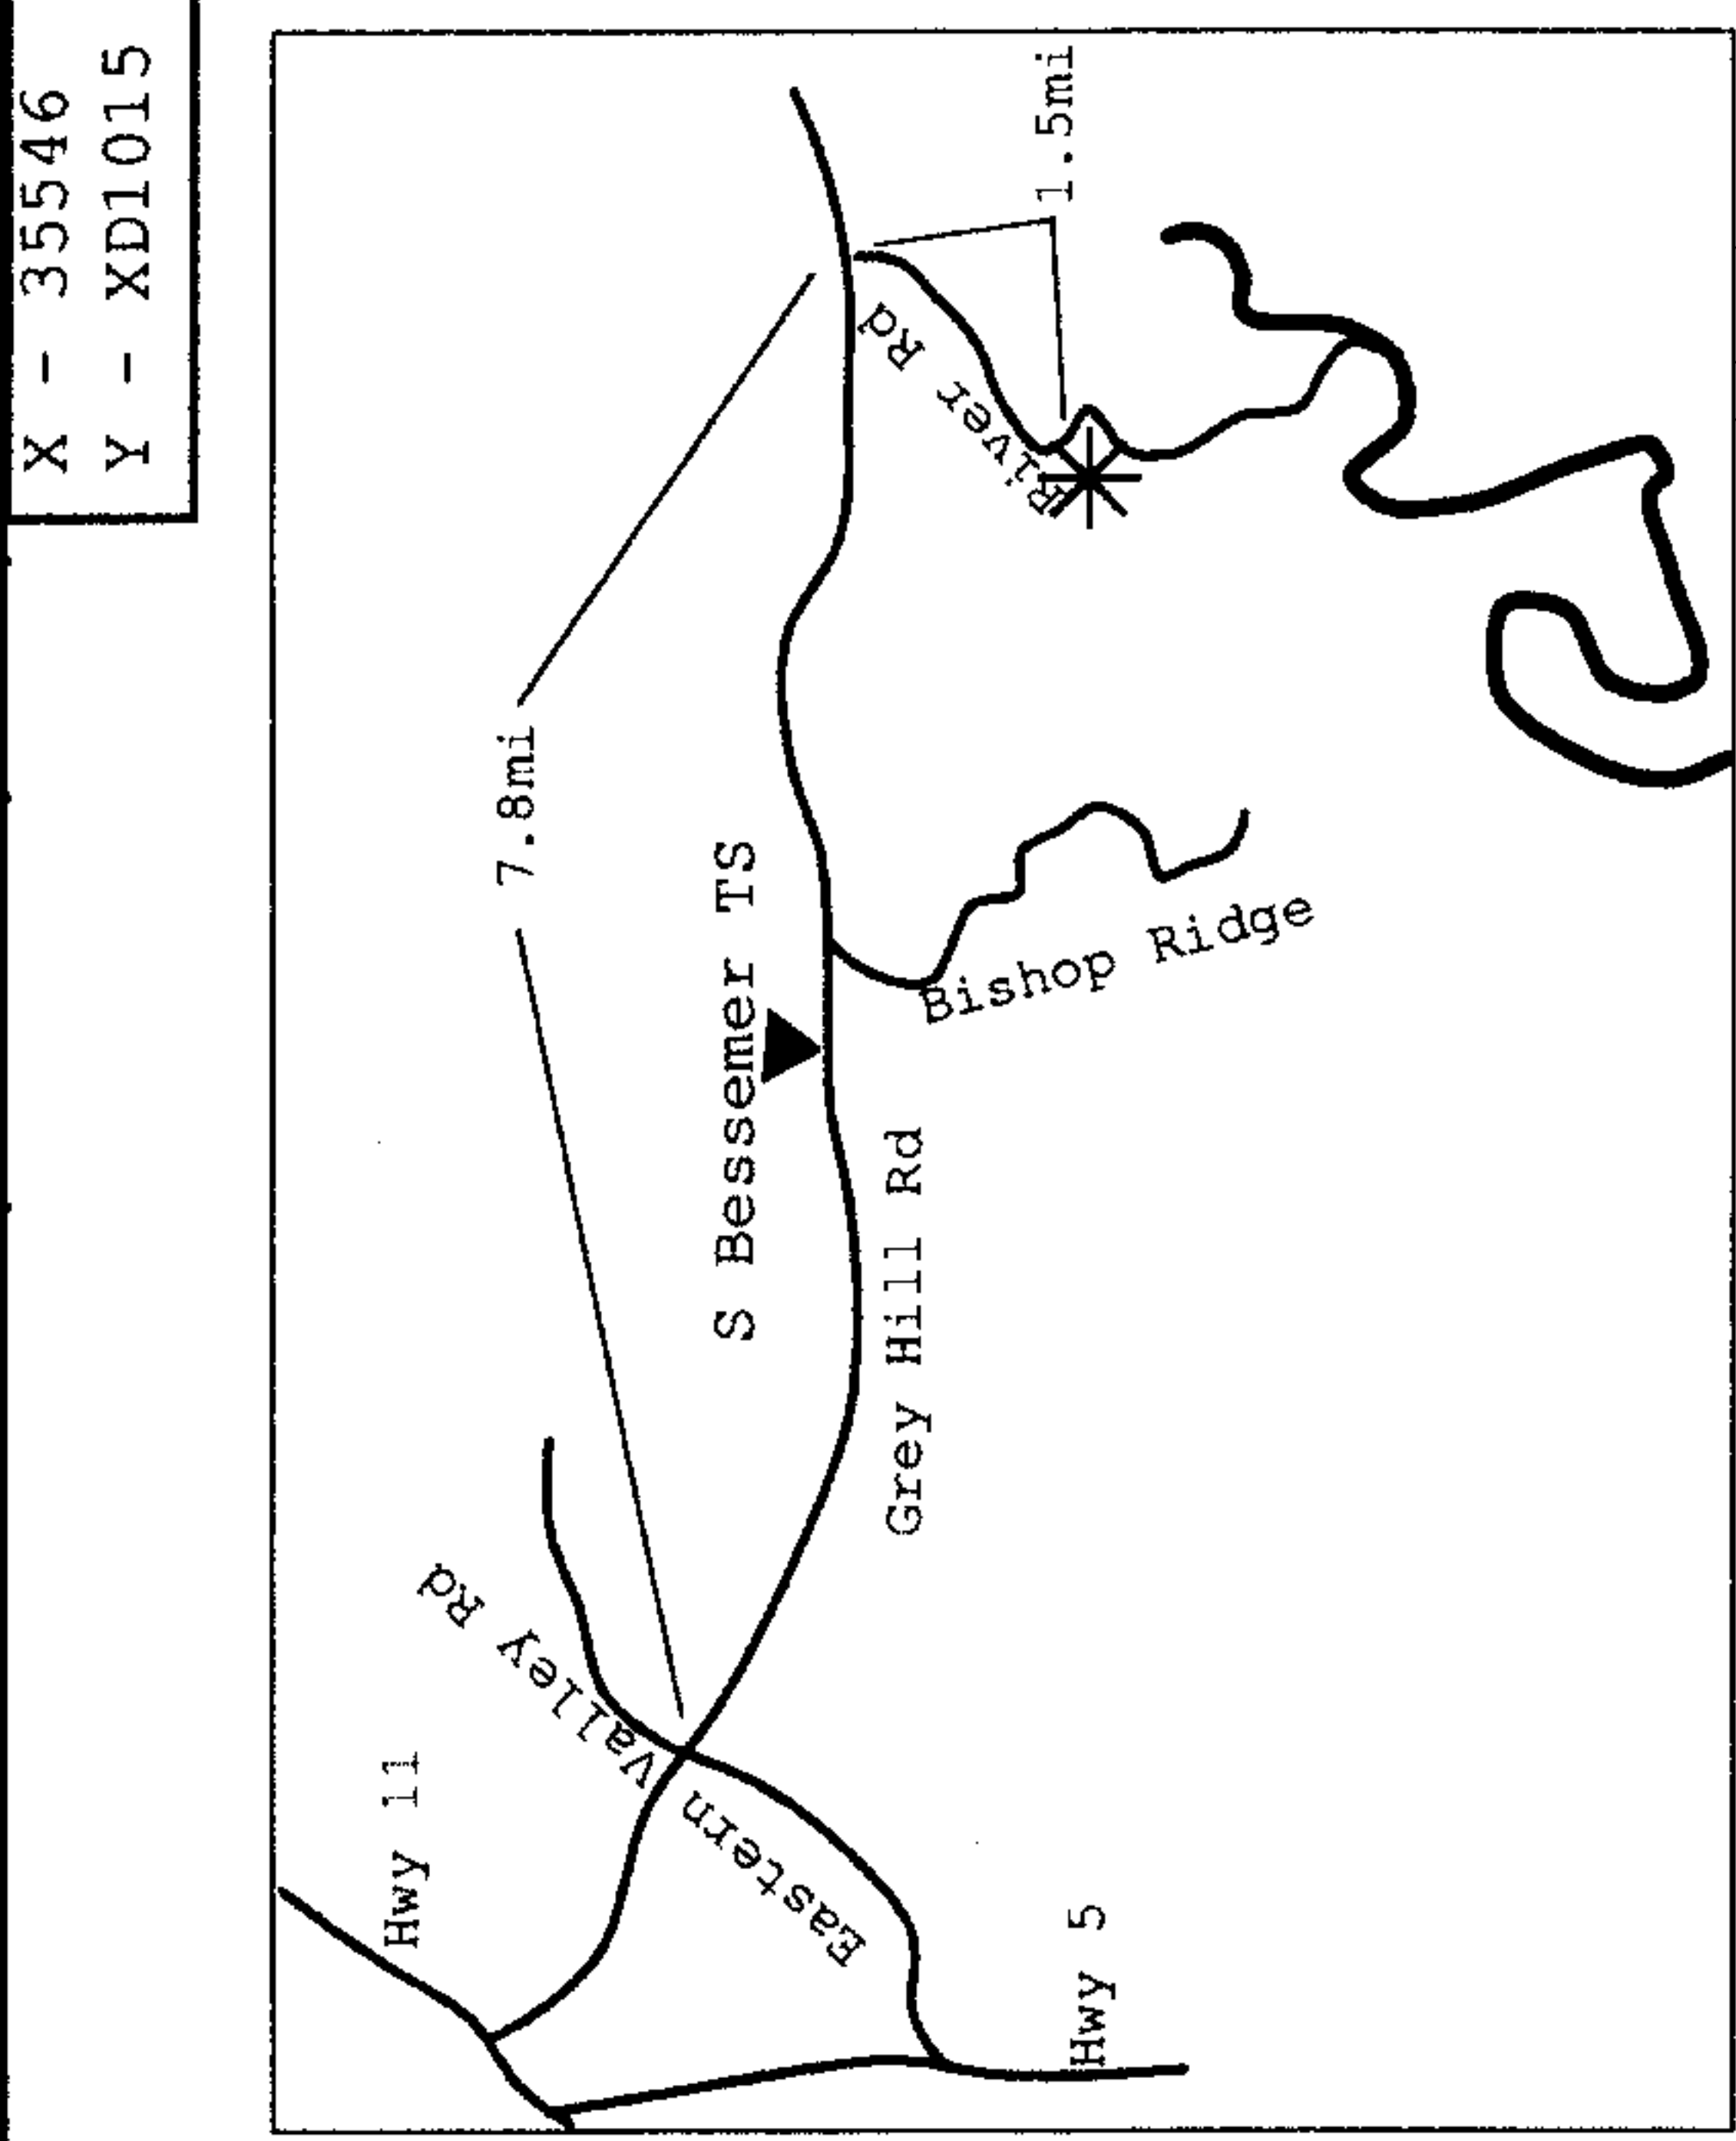 X - 35546
Y - XD1015
Hwy 11
Eastern Valley Rd
7.8mi
S Bessemer TS
Grey Hill Rd
Bishop Ridge
River Rd
1.5mi
Hwy 5